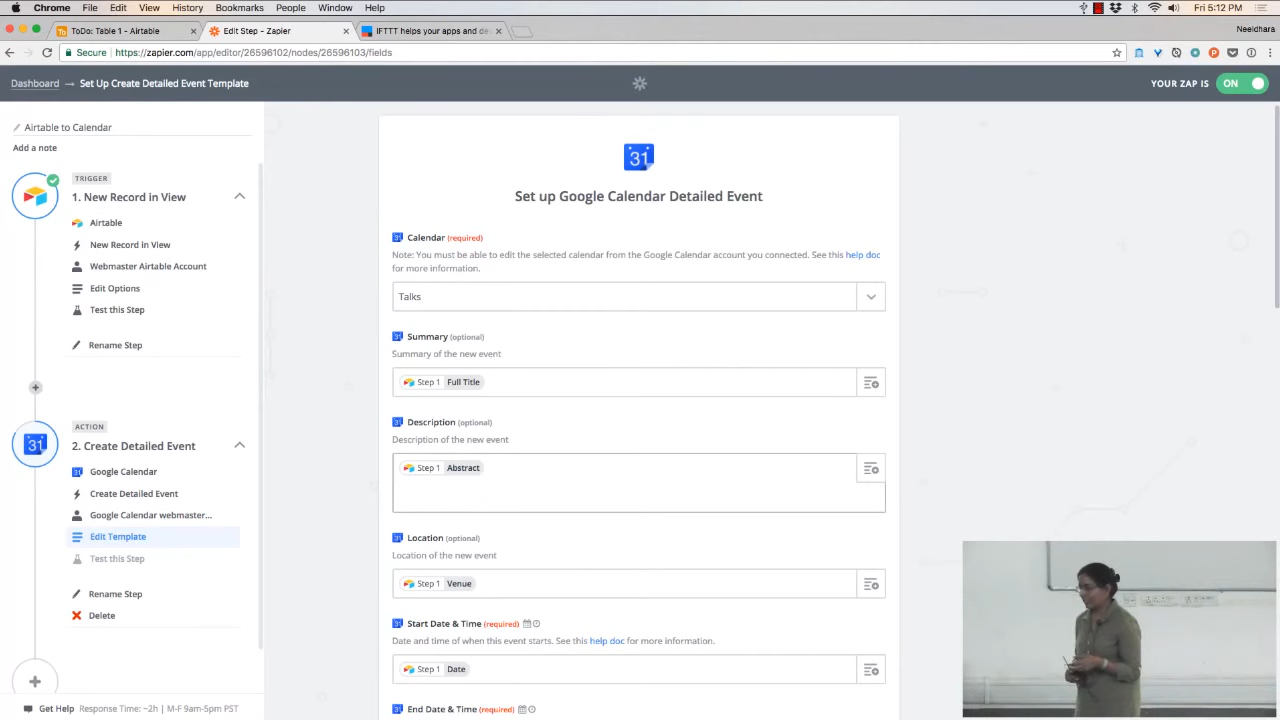 Chrome File Edit View History Bookmarks People Window Help Fri 5:12 PM
ToDo: Table 1 - Airtable × Edit Step - Zapier × IFTTT helps your apps and de × Needhara
Secure https://zapier.com/app/editor/26596102/nodes/26596103/fields
Dashboard → Set Up Create Detailed Event Template YOUR ZAP IS ON
Airtable to Calendar
Add a note
TRIGGER
1. New Record in View
Airtable
New Record in View
Webmaster Airtable Account
Edit Options
Test this Step
Rename Step
ACTION
2. Create Detailed Event
31
Google Calendar
Create Detailed Event
Google Calendar webmaster...
Edit Template
Test this Step
Rename Step
Delete
Get Help Response Time: ~2h | M-F 9am-5pm PST
31
Set up Google Calendar Detailed Event
Calendar (required)
Note: You must be able to edit the selected calendar from the Google Calendar account you connected. See this help doc
for more information.
Talks
Summary (optional)
Summary of the new event
Step 1 Full Title
Description (optional)
Description of the new event
Step 1 Abstract
Location (optional)
Location of the new event
Step 1 Venue
Start Date & Time (required)
Date and time of when this event starts. See this help doc for more information.
Step 1 Date
End Date & Time (required)